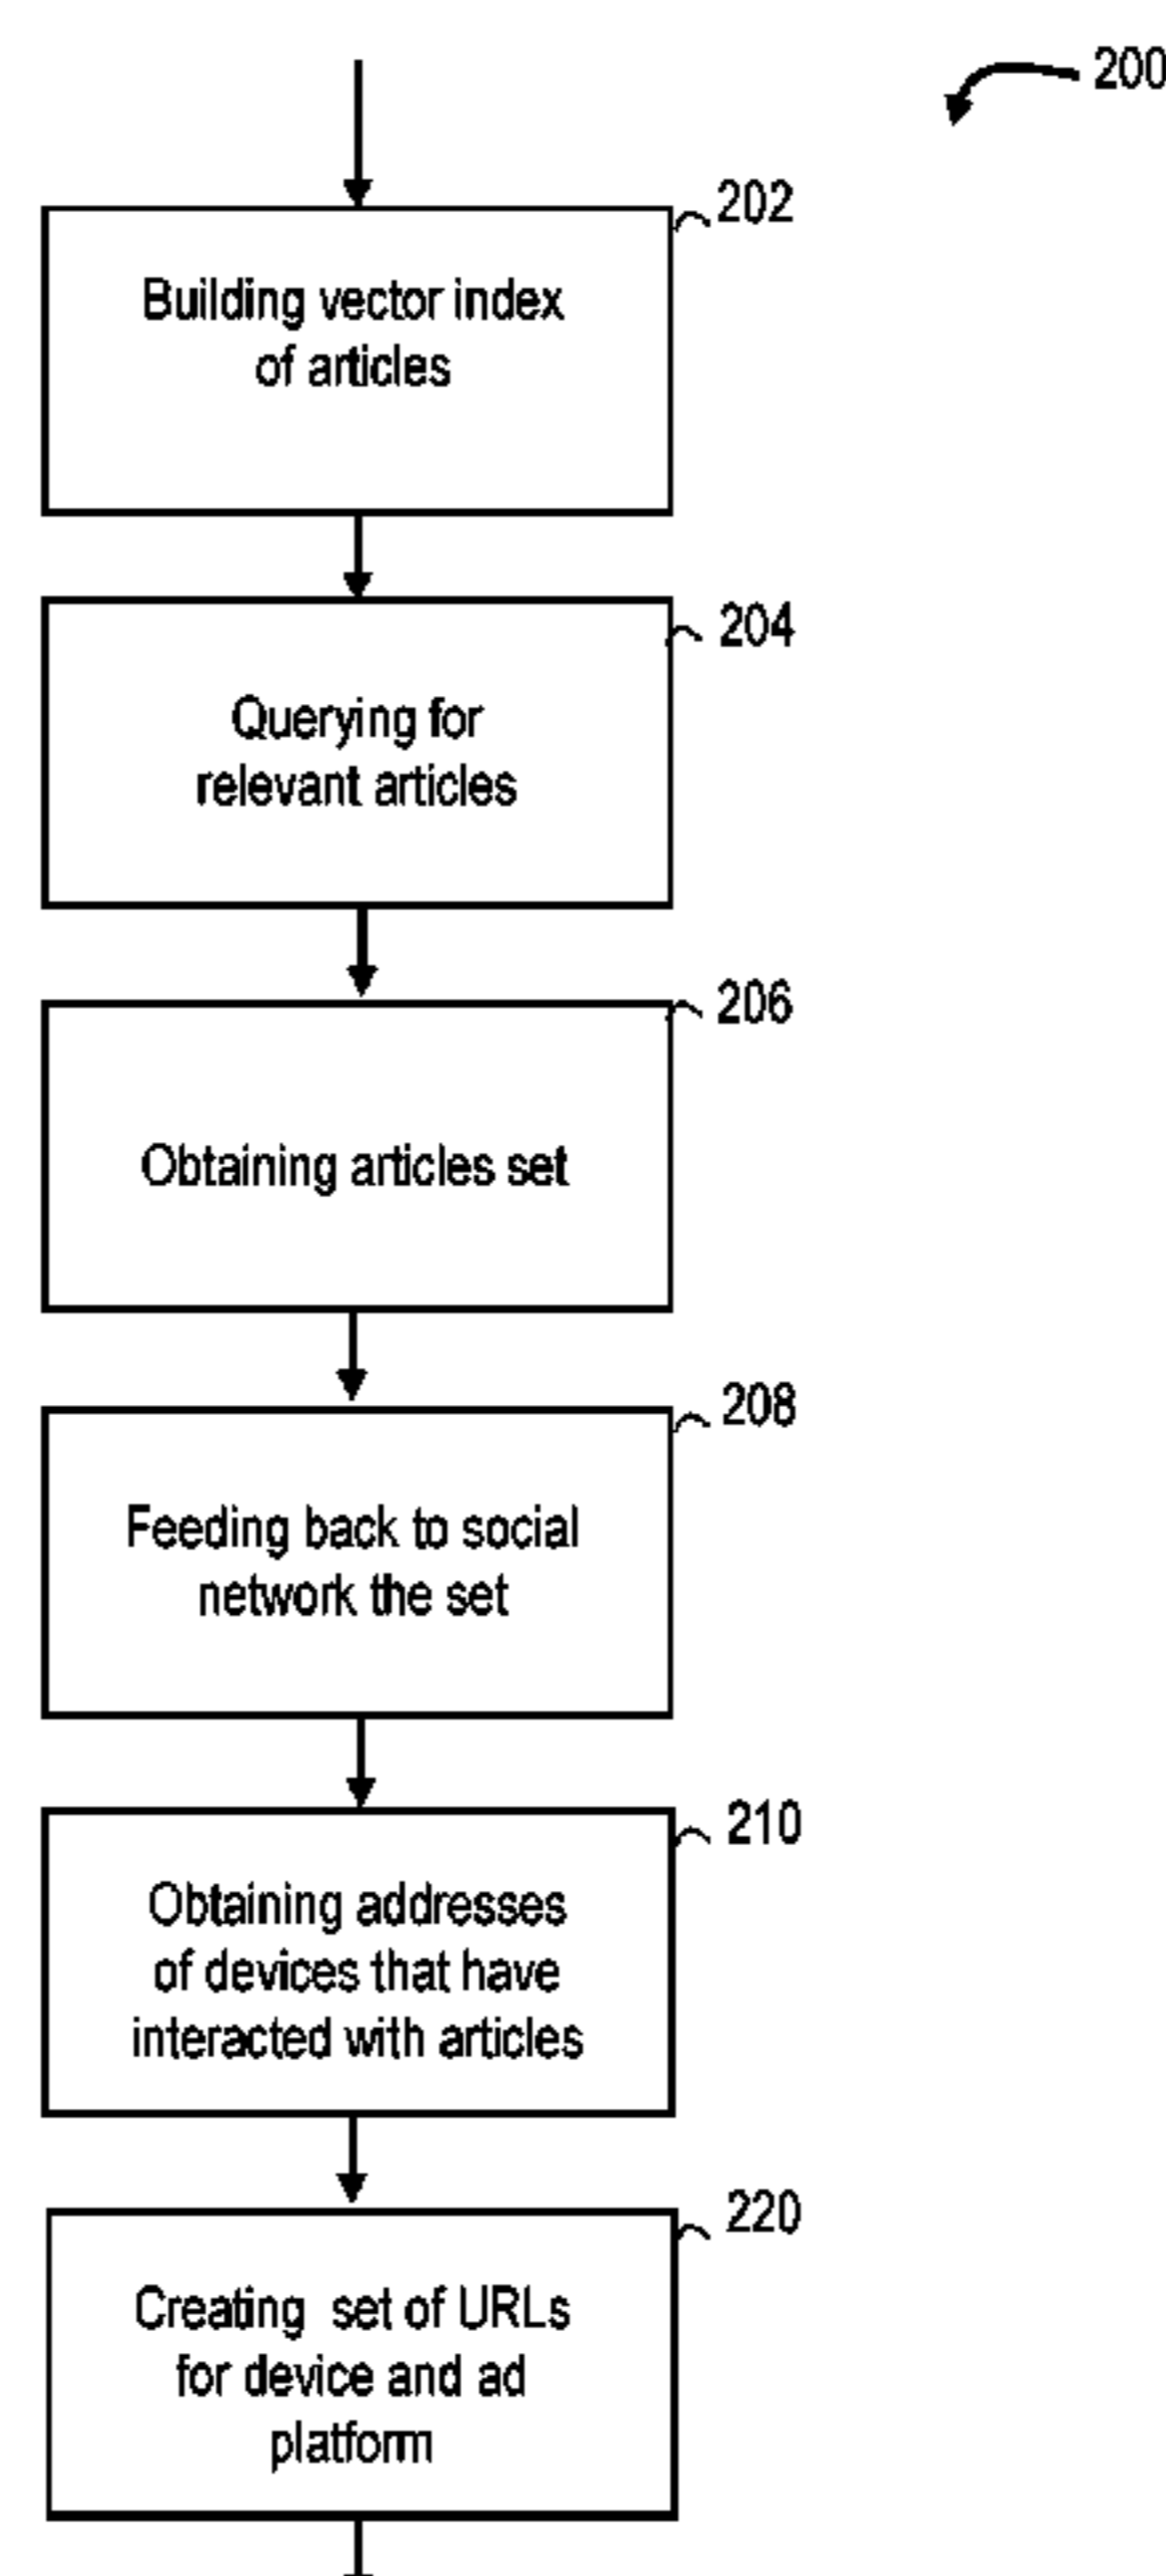 200
202
Building vector index
of articles
204
Querying for
relevant articles
206
Obtaining articles set
208
Feeding back to social
network the set
210
Obtaining addresses
of devices that have
interacted with articles
220
Creating set of URLs
for device and ad
platform